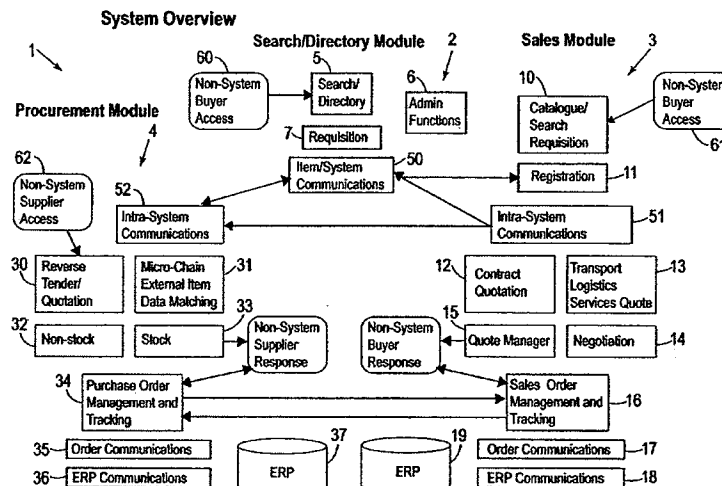 System Overview
Search/Directory Module
2
Sales Module
3
1
60
Non-System
Buyer
Access
5
Search/
Directory
6
Admin
Functions
10
Catalogue/
Search
Requisition
Non-System
Buyer
Access
61
Procurement Module
4
7
Requisition
50
Item/System
Communications
Registration
11
62
Non-System
Supplier
Access
52
Intra-System
Communications
Intra-System
Communications
51
30
Reverse
Tender/
Quotation
Micro-Chain
External Item
Data Matching
31
12
Contract
Quotation
Transport
Logistics
Services Quote
13
32
Non-stock
Stock
33
Non-System
Supplier
Response
Non-System
Buyer
Response
15
Quote Manager
Negotiation
14
34
Purchase Order
Management and
Tracking
Sales Order
Management and
Tracking
16
35
Order Communications
37
ERP
19
ERP
Order Communications
17
36
ERP Communications
ERP Communications
18